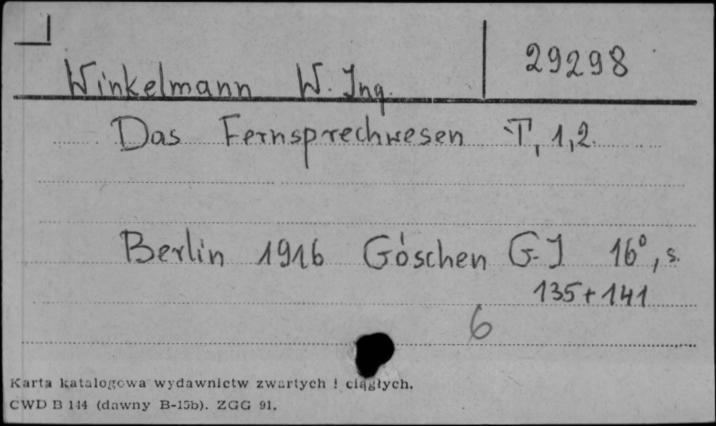 29298
Winkelmann W. Ing.
Das Fernsprechwesen T, 1,2.
Berlin 1916 Göschen G.J 16°, s.
135+141
6
Karta katalogowa wydawnictw zwartych i ciągłych.
CWD B 144 (dawny B-15b). ZGG 91.